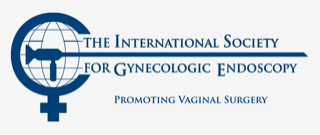 THE INTERNATIONAL SOCIETY
FOR GYNECOLOGIC ENDOSCOPY
PROMOTING VAGINAL SURGERY